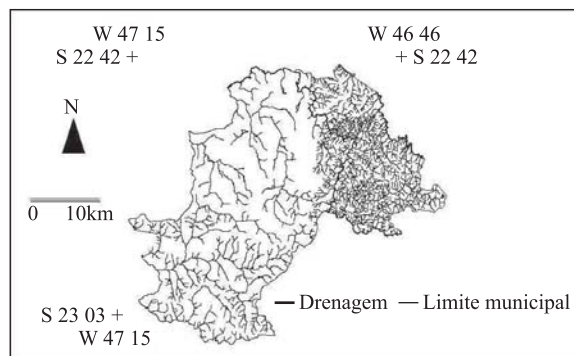 W 47 15
S 22 42 +
W 46 46
+ S 22 42
N
0 10km
S 23 03 +
W 47 15
Drenagem Limite municipal